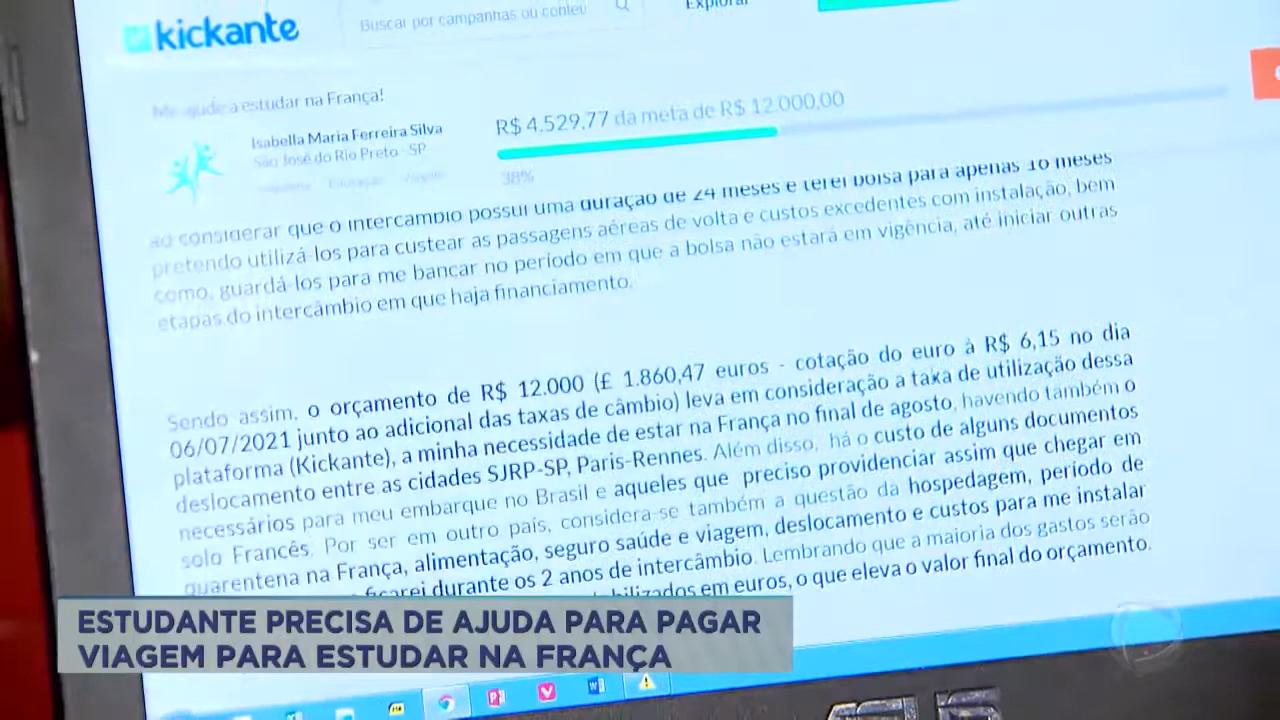 kickante
Buscar por campanhas ou conteú
Explorar
Me ajude a estudar na França!
Isabella Maria Ferreira Silva
São José do Rio Preto - SP
Educação
R$ 4.529,77 da meta de R$ 12.000,00
38%
ao considerar que o intercâmbio possui uma duração de 24 meses e terei bolsa para apenas 10 meses
pretendo utilizá-los para custear as passagens aéreas de volta e custos excedentes com instalação, bem
como, guardá-los para me bancar no período em que a bolsa não estará em vigência, até iniciar outras
etapas do intercâmbio em que haja financiamento.
Sendo assim, o orçamento de R$ 12.000 (£ 1.860,47 euros - cotação do euro à R$ 6,15 no dia
06/07/2021 junto ao adicional das taxas de câmbio) leva em consideração a taxa de utilização dessa
plataforma (Kickante), a minha necessidade de estar na França no final de agosto, havendo também o
deslocamento entre as cidades SJRP-SP, Paris-Rennes. Além disso, há o custo de alguns documentos
necessários para meu embarque no Brasil e aqueles que preciso providenciar assim que chegar em
solo Francês. Por ser em outro país, considera-se também a questão da hospedagem, período de
quarentena na França, alimentação, seguro saúde e viagem, deslocamento e custos para me instalar
ficarei durante os 2 anos de intercâmbio. Lembrando que a maioria dos gastos serão
em euros, o que eleva o valor final do orçamento.
ESTUDANTE PRECISA DE AJUDA PARA PAGAR
VIAGEM PARA ESTUDAR NA FRANÇA